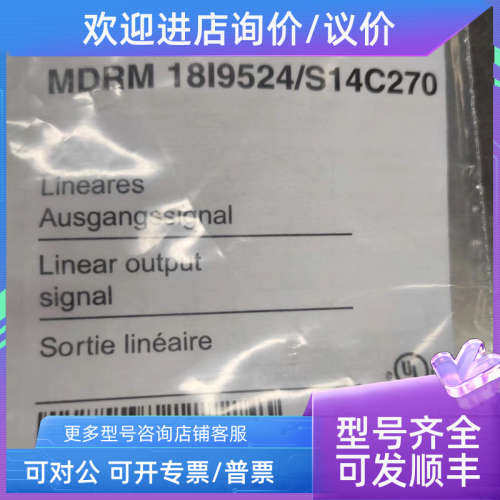 欢迎进店询价/议价
MDRM 18I9524/S14C270
Lineares
Ausgangssignal
Linear output
signal
Sortie linéaire
UL
更多型号咨询店铺客服
可对公 可开专票/普票
型号齐全
可发顺丰